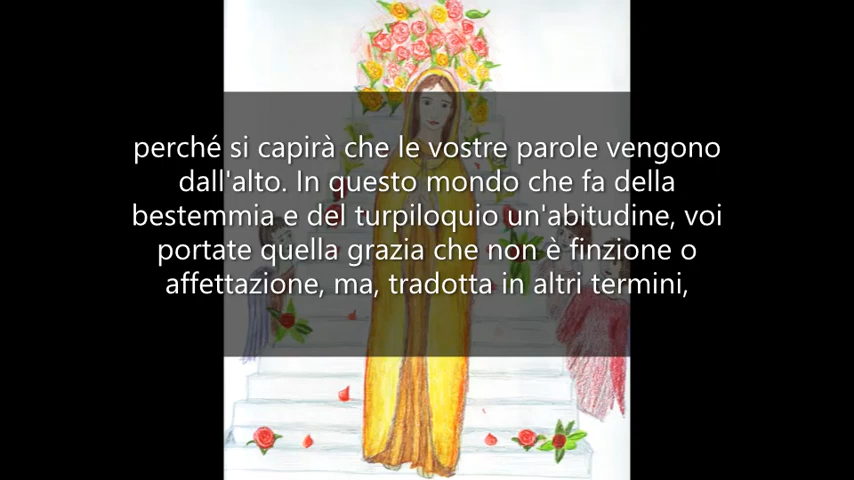 perché si capirà che le vostre parole vengono
dall'alto. In questo mondo che fa della
bestemmia e del turpiloquio un'abitudine, voi
portate quella grazia che non è finzione o
affettazione, ma, tradotta in altri termini,